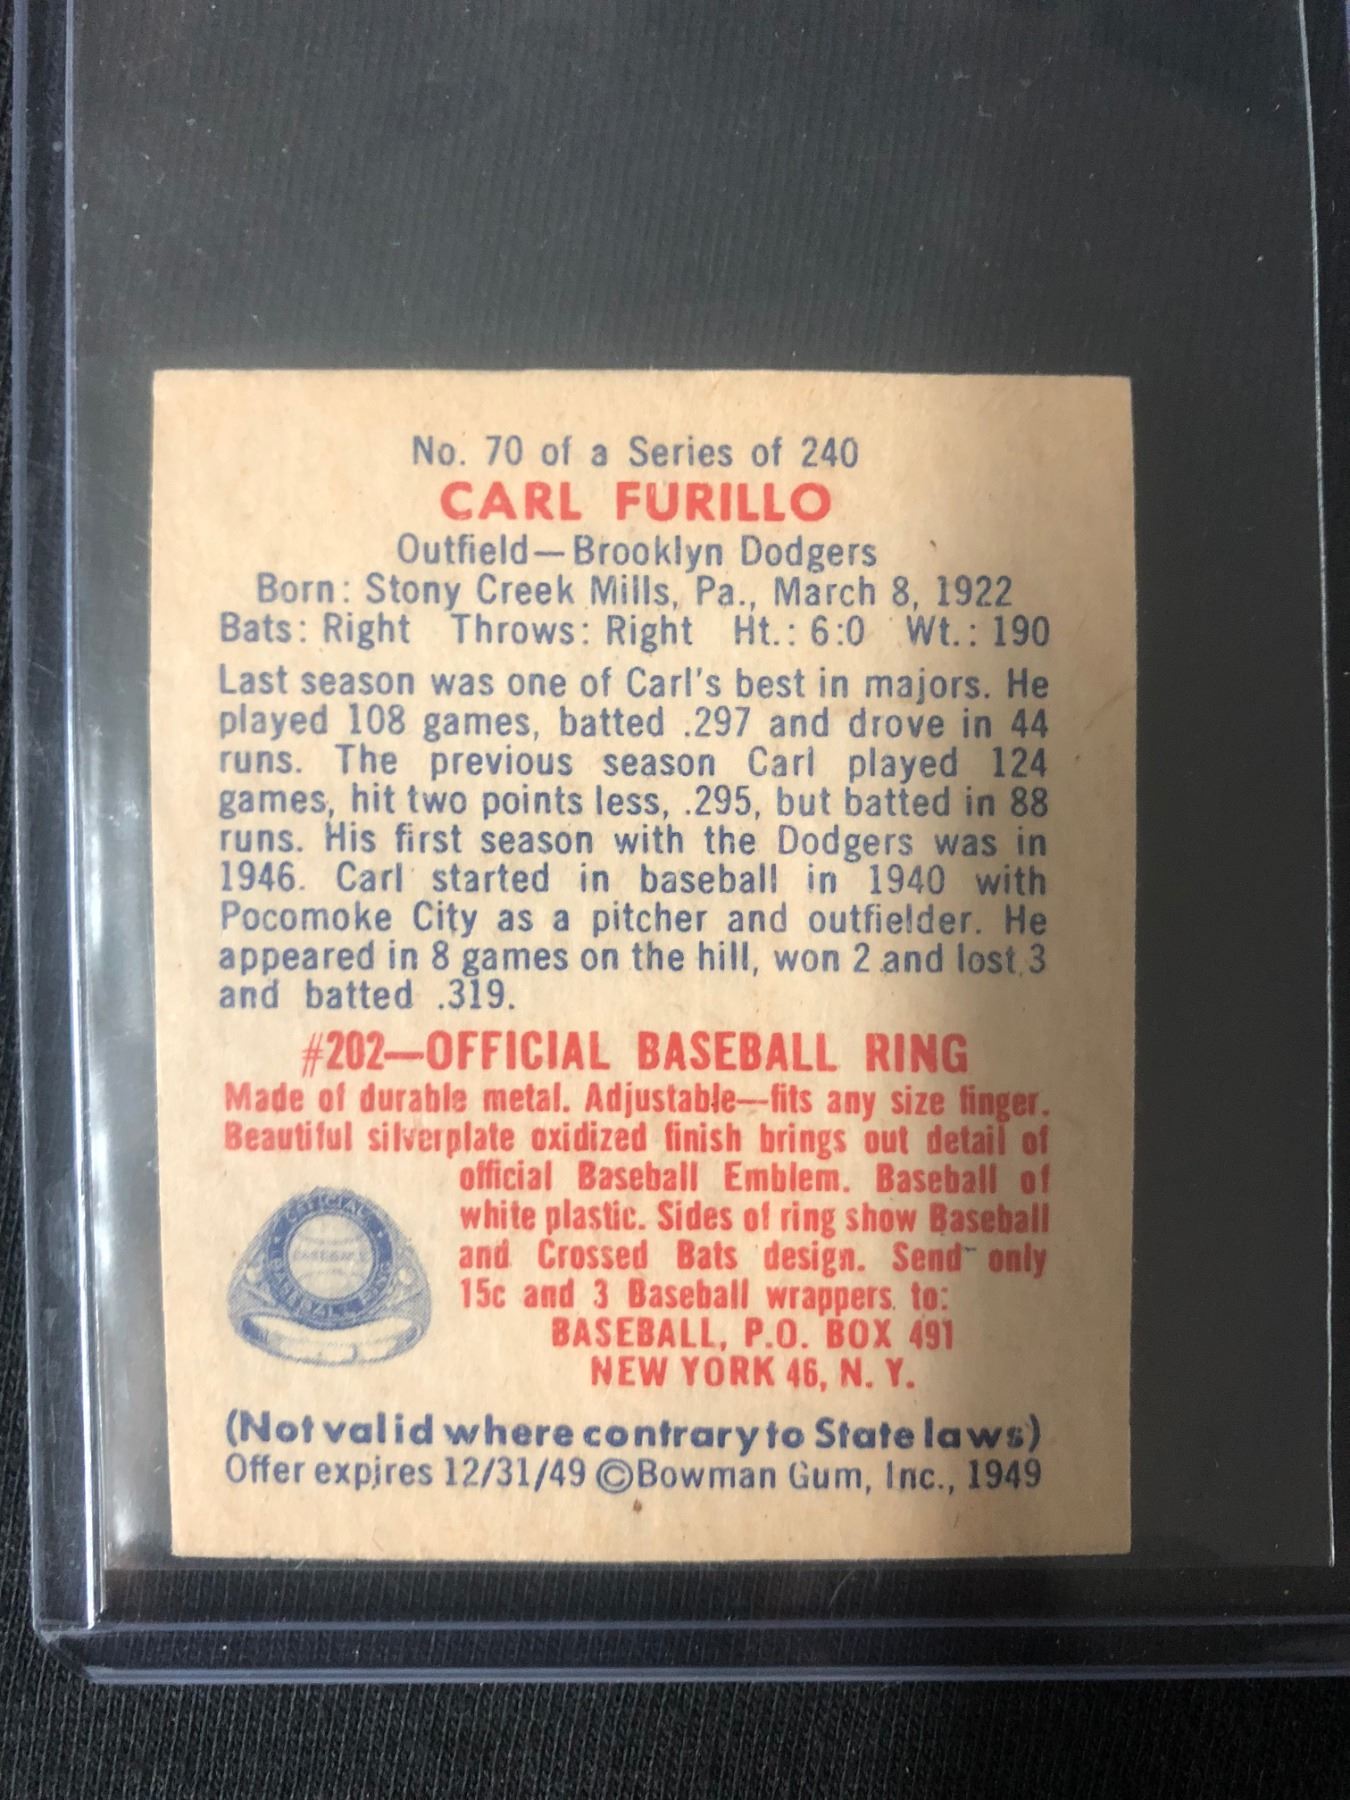 No. 70 of a Series of 240
CARL FURILLO
Outfield—Brooklyn Dodgers
Born: Stony Creek Mills, Pa., March 8, 1922
Bats: Right Throws: Right Ht.: 6:0 Wt.: 190
Last season was one of Carl's best in majors. He
played 108 games, batted .297 and drove in 44
runs. The previous season Carl played 124
games, hit two points less, .295, but batted in 88
runs. His first season with the Dodgers was in
1946. Carl started in baseball in 1940 with
Pocomoke City as a pitcher and outfielder. He
appeared in 8 games on the hill, won 2 and lost 3
and batted .319.
#202—OFFICIAL BASEBALL RING
Made of durable metal. Adjustable—fits any size finger.
Beautiful silverplate oxidized finish brings out detail of
official Baseball Emblem. Baseball of
white plastic. Sides of ring show Baseball
and Crossed Bats design. Send only
15c and 3 Baseball wrappers to:
BASEBALL, P.O. BOX 491
NEW YORK 46, N. Y.
OFFICIAL
BASEBALL
(Not valid where contrary to State laws)
Offer expires 12/31/49 ©Bowman Gum, Inc., 1949